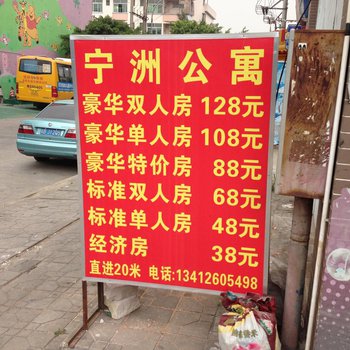 宁洲公寓
豪华双人房 128元
豪华单人房 108元
豪华特价房 88元
标准双人房 68元
标准单人房 48元
经济房 38元
直进20米 电话:13412605498